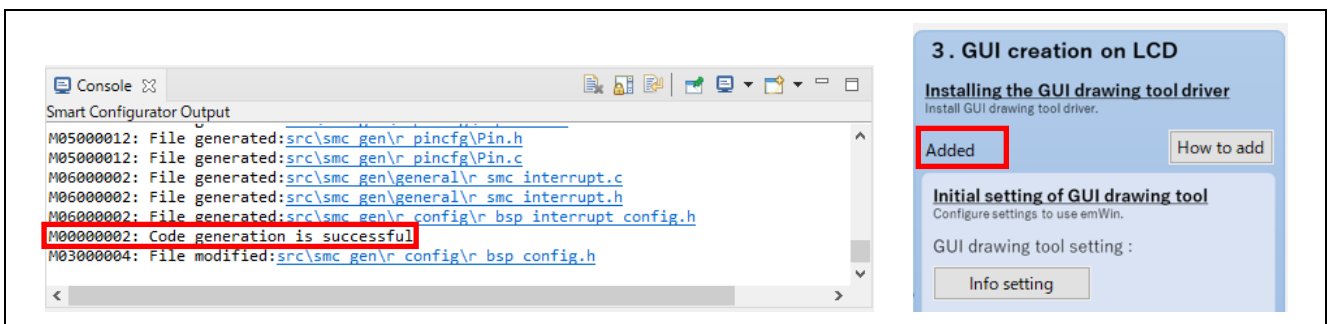 Console
Smart Configurator Output
M05000012: File generated:src\smc_gen\r_pincfg\Pin.h
M05000012: File generated:src\smc_gen\r_pincfg\Pin.c
M06000002: File generated:src\smc_gen\general\r_smc_interrupt.c
M06000002: File generated:src\smc_gen\general\r_smc_interrupt.h
M06000002: File generated:src\smc_gen\r_config\r_bsp_interrupt_config.h
M00000002: Code generation is successful
M03000004: File modified:src\smc_gen\r_config\r_bsp_config.h
3. GUI creation on LCD
Installing the GUI drawing tool driver
Install GUI drawing tool driver.
Added
How to add
Initial setting of GUI drawing tool
Configure settings to use emWin.
GUI drawing tool setting :
Info setting